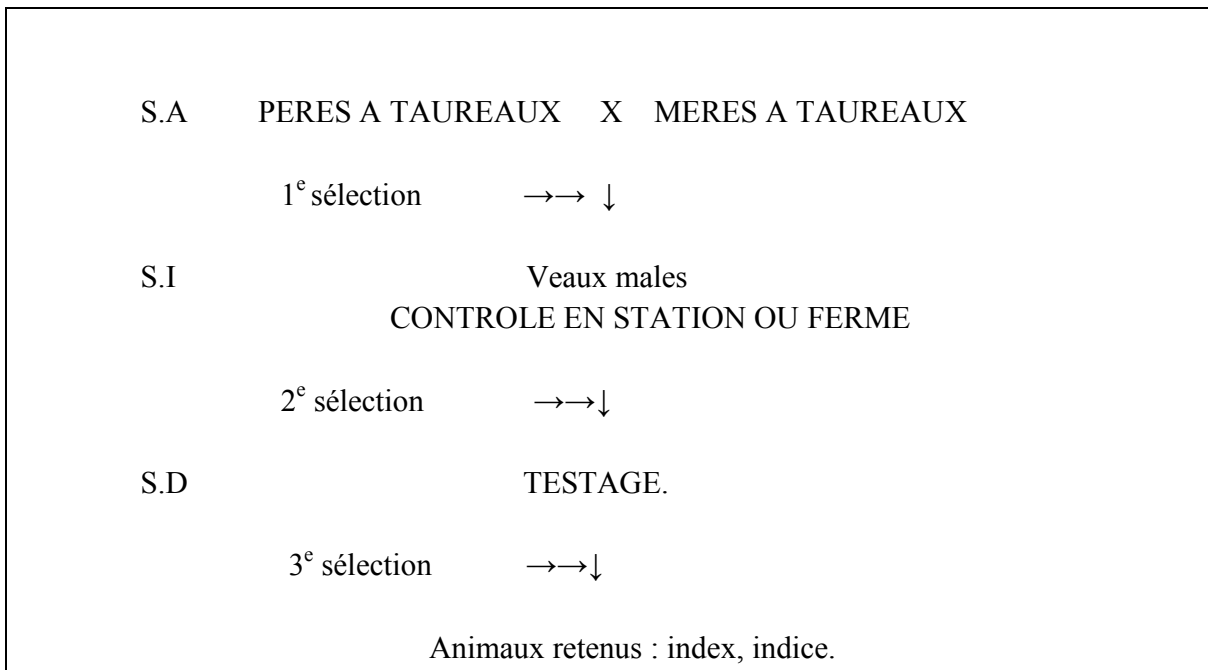 S.A PERES A TAUREAUX X MERES A TAUREAUX
1e sélection →→ ↓
S.I Veaux males
CONTROLE EN STATION OU FERME
2e sélection →→↓
S.D TESTAGE.
3e sélection →→↓
Animaux retenus : index, indice.